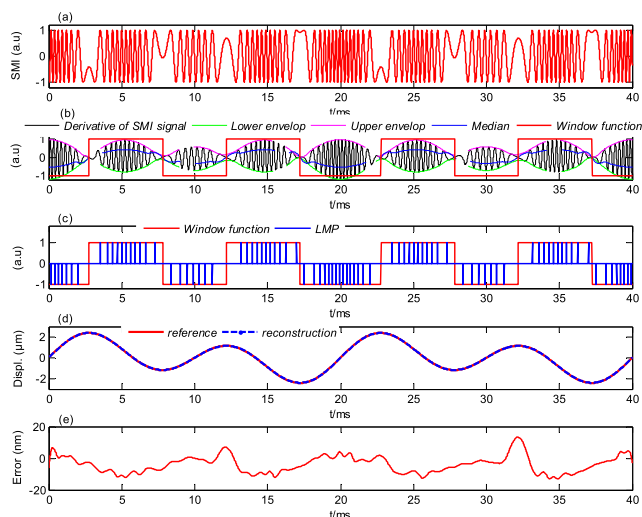 (a)
SMI (a.u)
1
0
-1
0 5 10 15 20 25 30 35 40
t/ms
(b)
Derivative of SMI signal Lower envelop Upper envelop Median Window function
(a.u)
1
0
-1
0 5 10 15 20 25 30 35 40
t/ms
(c)
Window function LMP
(a.u)
1
0
-1
0 5 10 15 20 25 30 35 40
t/ms
(d)
reference reconstruction
Displ. (μm)
2
0
-2
0 5 10 15 20 25 30 35 40
t/ms
(e)
Error (nm)
20
0
-20
0 5 10 15 20 25 30 35 40
t/ms